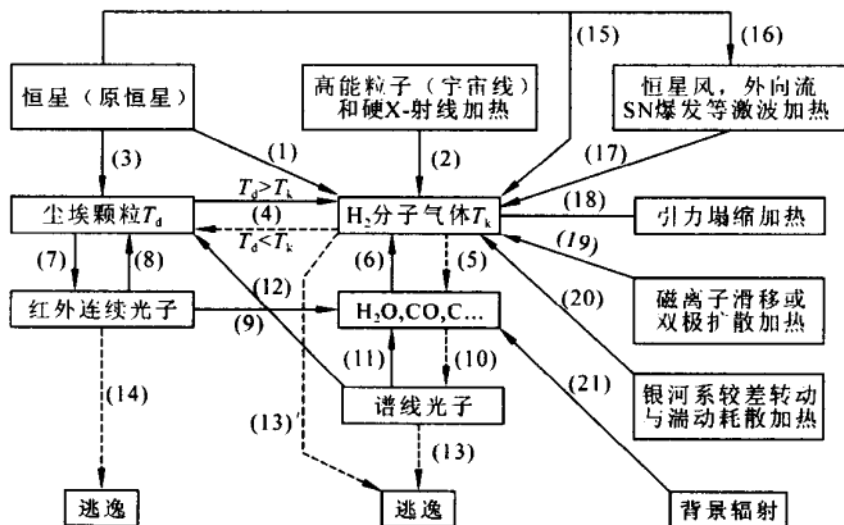 (15)
(16)
恒星（原恒星）
高能粒子（宇宙线）
和硬X-射线加热
恒星风，外向流
SN爆发等激波加热
(3)
(1)
(2)
(17)
尘埃颗粒Td
Td>Tk
(4)
Td<Tk
H₂分子气体Tk
(18)
引力塌缩加热
(19)
(7)
(8)
(12)
(6)
(5)
(20)
磁离子滑移或
双极扩散加热
红外连续光子
(9)
H₂O,CO,C…
(11)
(10)
(21)
(14)
谱线光子
银河系较差转动
与湍动耗散加热
(13)′
(13)
逃逸
逃逸
背景辐射